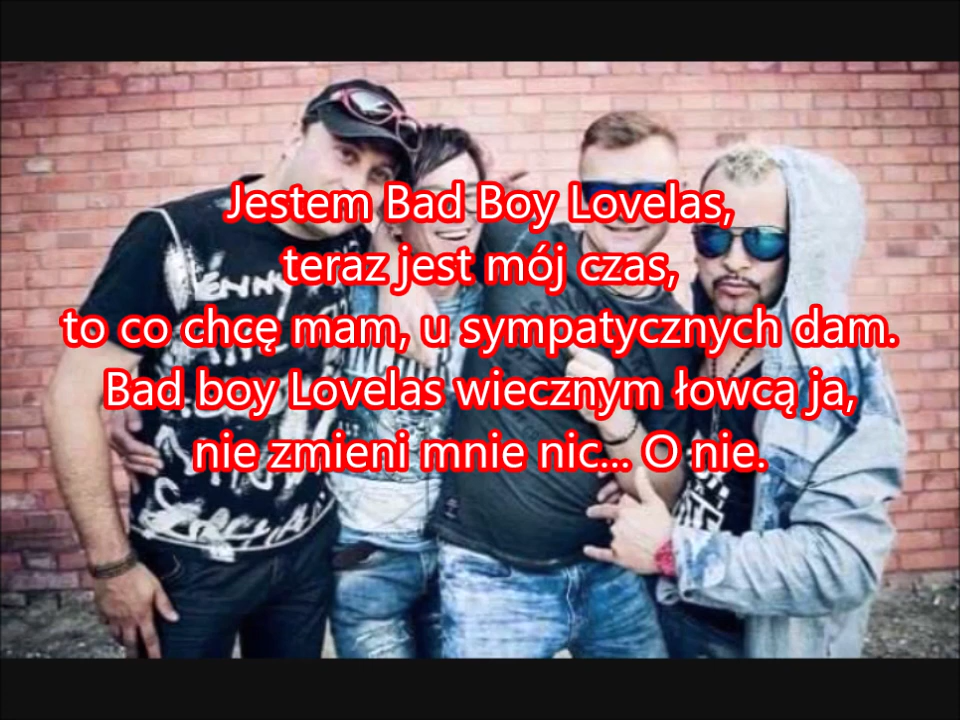 Jestem Bad Boy Lovelas,
teraz jest mój czas,
to co chcę mam, u sympatycznych dam.
Bad boy Lovelas wiecznym łowcą ja,
nie zmieni mnie nic... O nie.